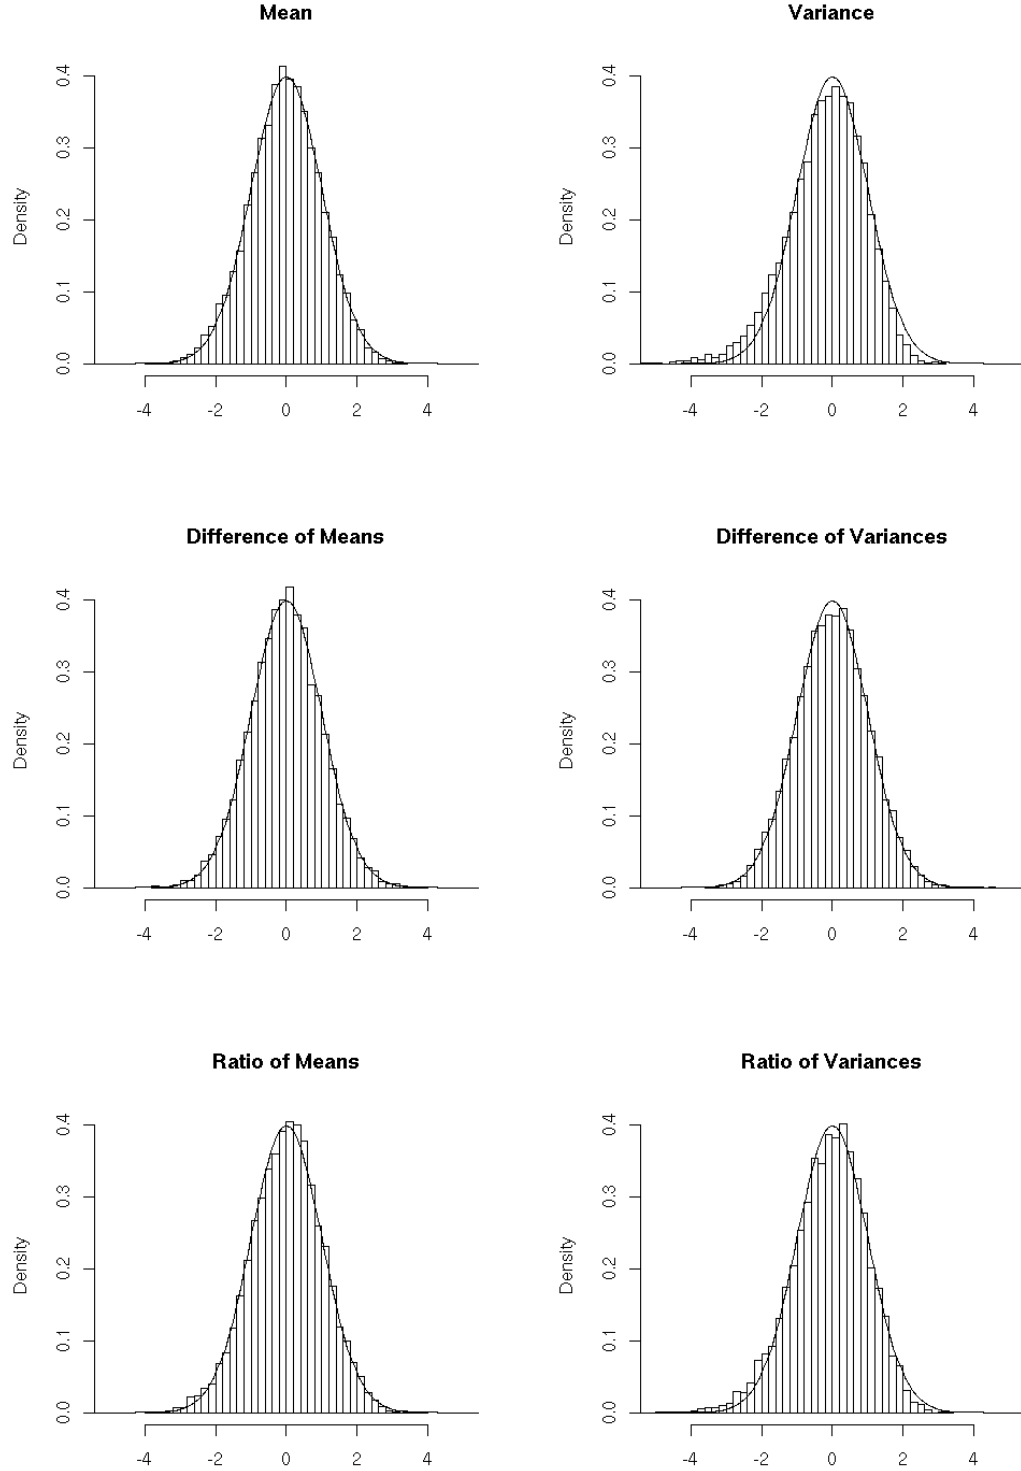 Mean
Density
0.0 0.1 0.2 0.3 0.4
-4 -2 0 2 4
Variance
Density
0.0 0.1 0.2 0.3 0.4
-4 -2 0 2 4
Difference of Means
Density
0.0 0.1 0.2 0.3 0.4
-4 -2 0 2 4
Difference of Variances
Density
0.0 0.1 0.2 0.3 0.4
-4 -2 0 2 4
Ratio of Means
Density
0.0 0.1 0.2 0.3 0.4
-4 -2 0 2 4
Ratio of Variances
Density
0.0 0.1 0.2 0.3 0.4
-4 -2 0 2 4